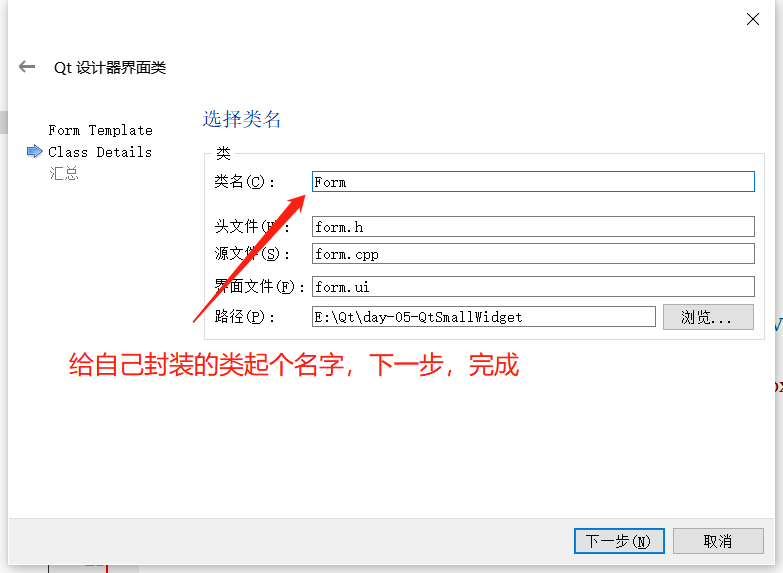 Qt 设计器界面类
Form Template
Class Details
汇总
选择类名
类
类名(C): Form
头文件(H): form.h
源文件(S): form.cpp
界面文件(F): form.ui
路径(P): E:\Qt\day-05-QtSmallWidget 浏览...
给自己封装的类起个名字，下一步，完成
下一步(N) 取消